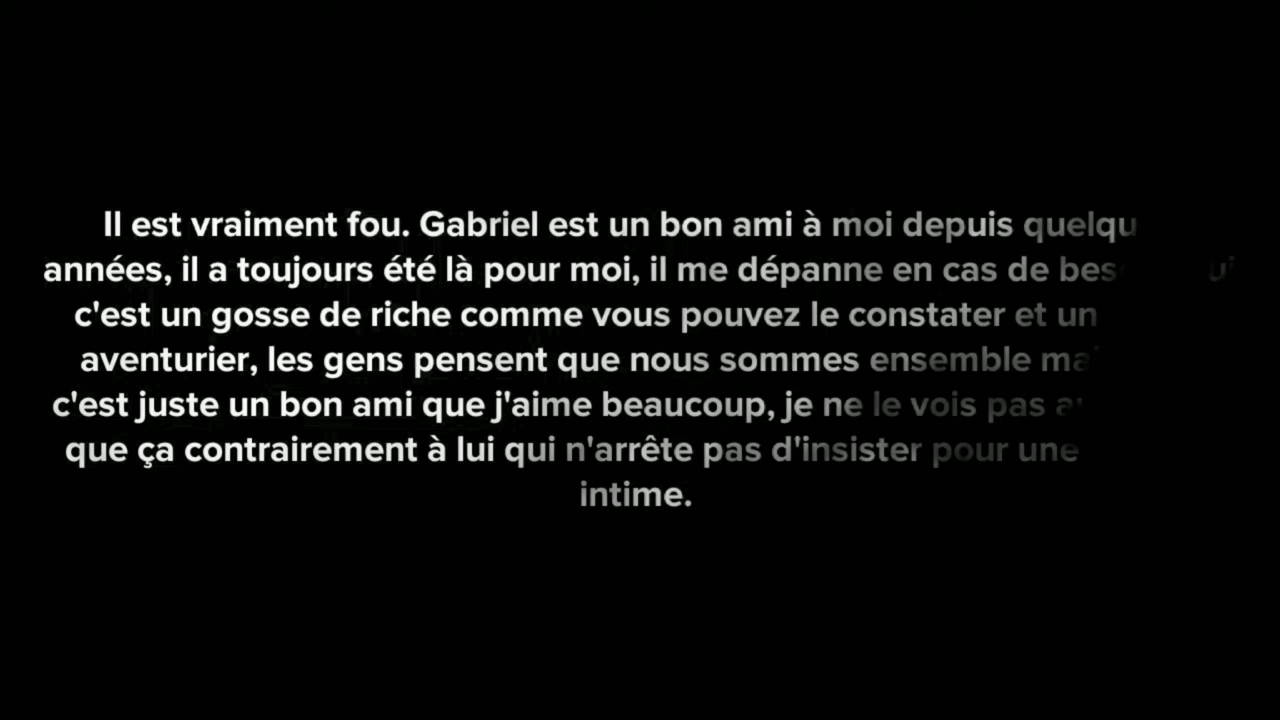 Il est vraiment fou. Gabriel est un bon ami à moi depuis
années, il a toujours été là pour moi, il me dépanne en cas de
c'est un gosse de riche comme vous pouvez le constater et un
aventurier, les gens pensent que nous sommes ensemble
c'est juste un bon ami que j'aime beaucoup, je ne le vois pas
que ça contrairement à lui qui n'arrête pas d'insister pour une
intime.